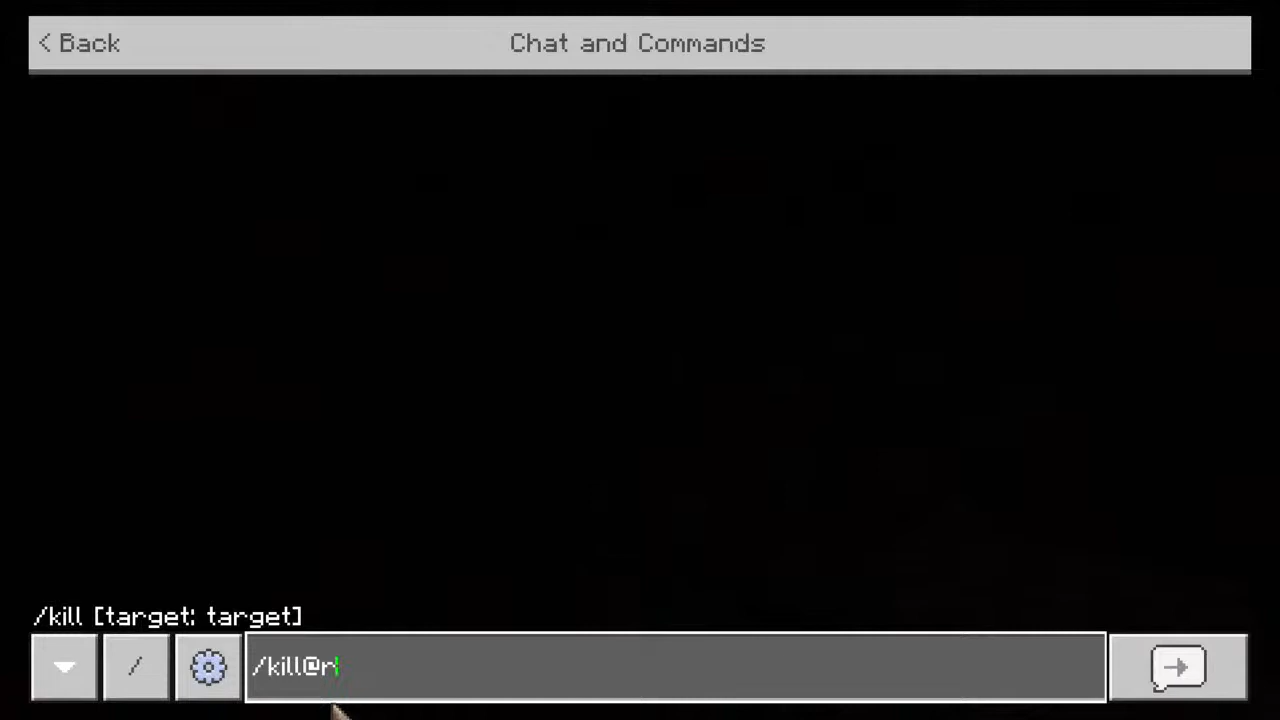 < Back
Chat and Commands
/kill [target: target]
/
/kill@r